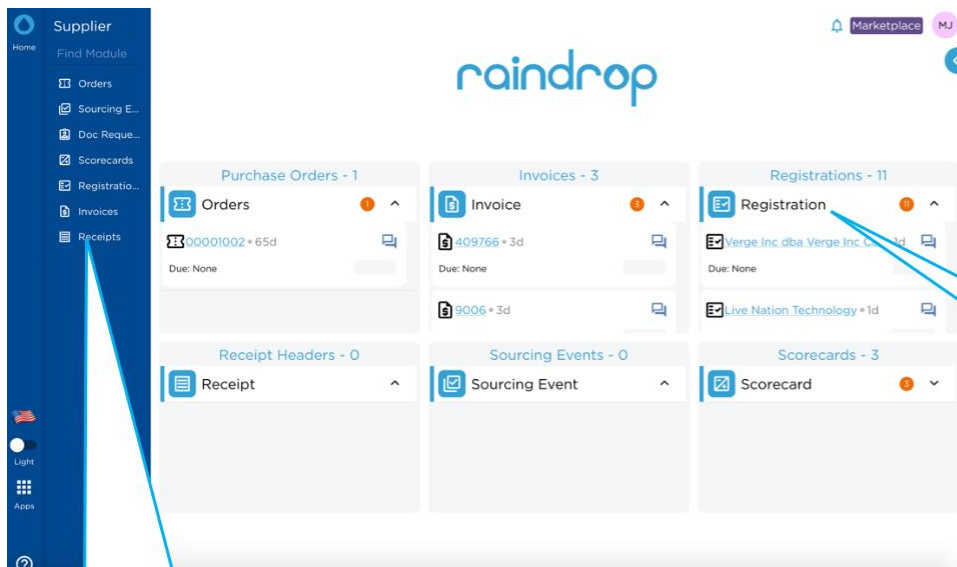 Supplier
Marketplace
MJ
Home
Find Module
raindrop
Orders
Sourcing E...
Doc Reque...
Scorecards
Registratio...
Invoices
Receipts
Purchase Orders - 1
Invoices - 3
Registrations - 11
Orders
1
Invoice
3
Registration
11
00001002 • 65d
409766 • 3d
Verge Inc dba Verge Inc 1d
Due: None
Due: None
Due: None
9006 • 3d
Live Nation Technology • 1d
Receipt Headers - 0
Sourcing Events - 0
Scorecards - 3
Receipt
Sourcing Event
Scorecard
3
Light
Apps